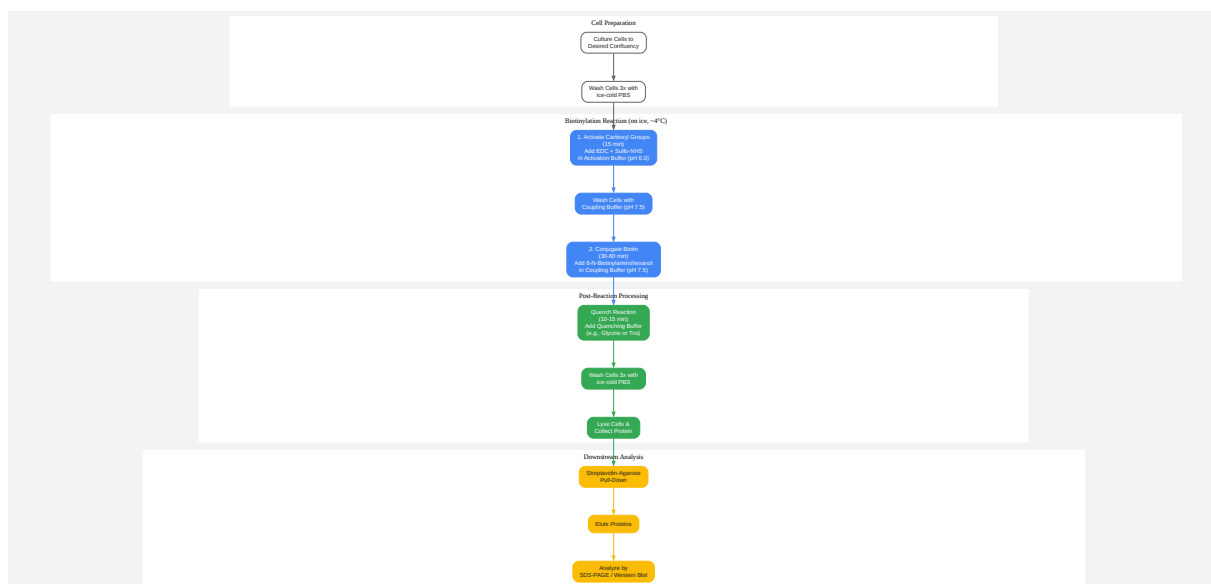 Cell Preparation
Culture Cells to
Desired Confluency
Wash Cells 3x with
ice-cold PBS
Biotinylation Reaction (on ice, ~4°C)
1. Activate Carboxyl Groups
(15 min)
Add EDC + Sulfo-NHS
in Activation Buffer (pH 6.0)
Wash Cells with
Coupling Buffer (pH 7.5)
2. Conjugate Biotin
(30-60 min)
Add 6-N-Biotinylaminohexanol
in Coupling Buffer (pH 7.5)
Post-Reaction Processing
Quench Reaction
(10-15 min)
Add Quenching Buffer
(e.g., Glycine or Tris)
Wash Cells 3x with
ice-cold PBS
Lyse Cells &
Collect Protein
Downstream Analysis
Streptavidin-Agarose
Pull-Down
Elute Proteins
Analyze by
SDS-PAGE / Western Blot